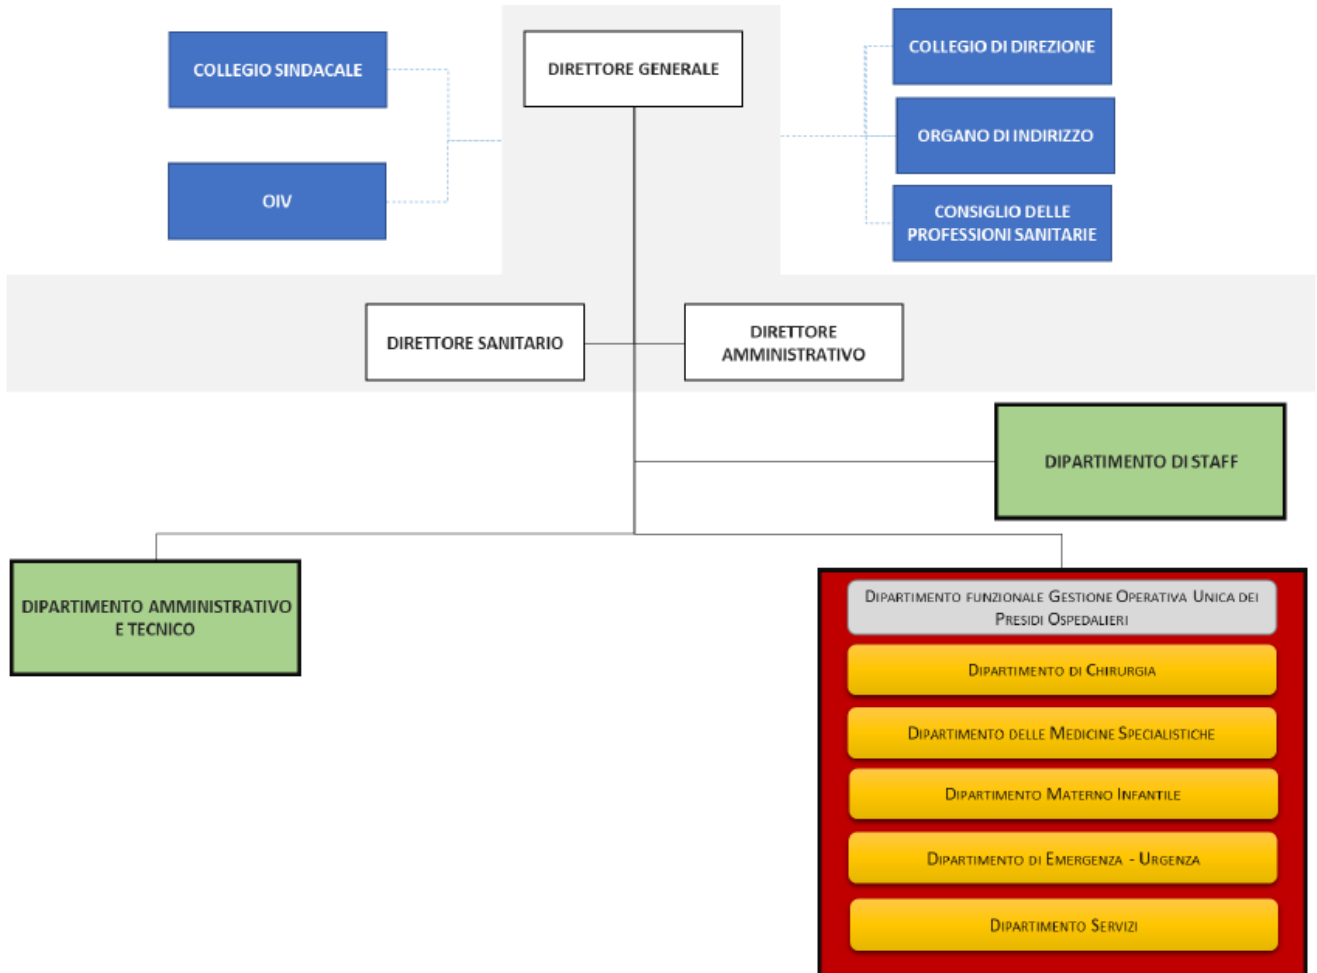 COLLEGIO SINDACALE
OIV
DIRETTORE GENERALE
COLLEGIO DI DIREZIONE
ORGANO DI INDIRIZZO
CONSIGLIO DELLE
PROFESSIONI SANITARIE
DIRETTORE SANITARIO
DIRETTORE
AMMINISTRATIVO
DIPARTIMENTO DI STAFF
DIPARTIMENTO AMMINISTRATIVO
E TECNICO
DIPARTIMENTO FUNZIONALE GESTIONE OPERATIVA UNICA DEI
PRESIDI OSPEDALIERI
DIPARTIMENTO DI CHIRURGIA
DIPARTIMENTO DELLE MEDICINE SPECIALISTICHE
DIPARTIMENTO MATERNO INFANTILE
DIPARTIMENTO DI EMERGENZA - URGENZA
DIPARTIMENTO SERVIZI